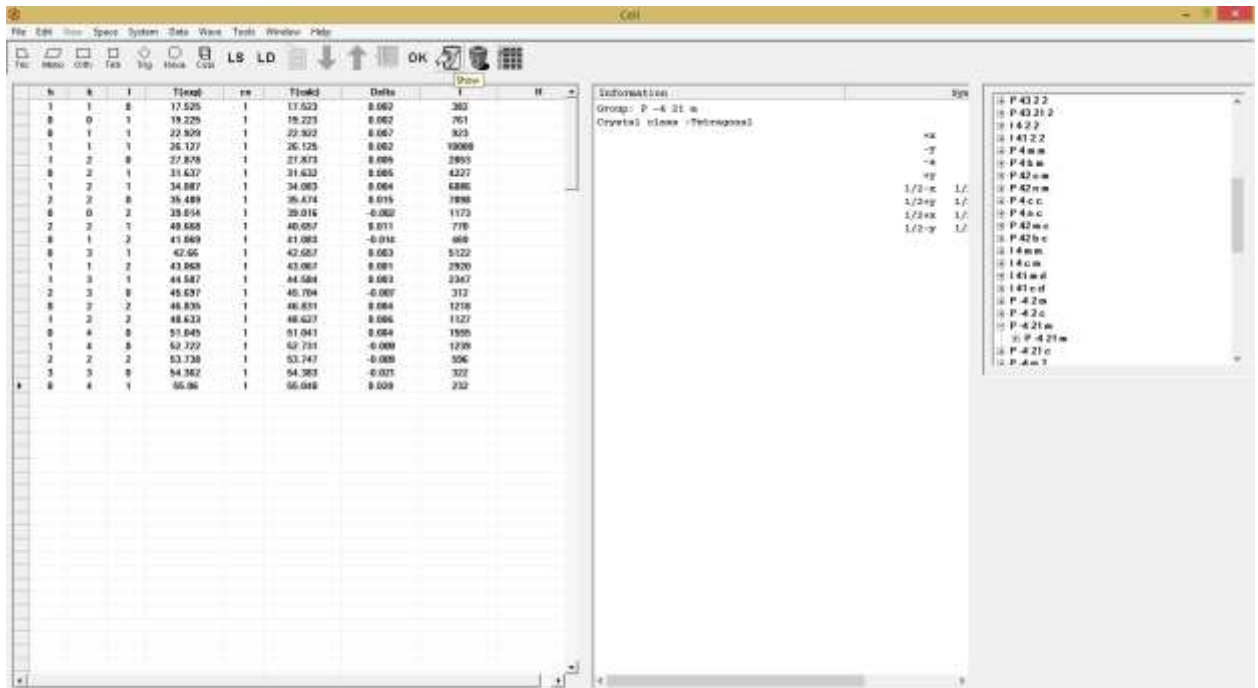 Cell
File Edit View Space System Data Wave Tools Window Help
Tric Mono Orth Tetr Trig Hexa Cubi LS LD OK
Show
h k l T(exp) T(calc) Delta I H
1 1 0 17.525 1 17.523 0.002 302
0 0 1 19.225 1 19.223 0.002 761
0 1 1 22.929 1 22.922 0.007 923
1 1 1 26.127 1 26.125 0.002 10000
1 2 0 27.878 1 27.873 0.005
0 2 1 31.637 1 31.632 0.005 4227
1 2 1 34.087 1 34.083 0.004
2 2 0 35.489 1 35.474 0.015
0 0 2 39.014 1 39.016 -0.002 1173
2 2 1 40.668 1 40.657 0.011 770
0 1 2 41.069 1 41.083 -0.014
0 3 1 42.66 1 42.657 0.003 5122
1 1 2 43.068 1 43.067 0.001 2920
1 3 1 44.587 1 44.584 0.003 2347
2 3 0 45.697 1 45.704 -0.007 312
0 2 2 46.835 1 46.831 0.004 1218
1 2 2 48.633 1 48.627 0.006 1127
0 4 0 51.045 1 51.041 0.004
1 4 0 52.722 1 52.731 -0.009 1239
2 2 2 53.738 1 53.747 -0.009 596
3 3 0 54.362 1 54.383 -0.021 322
0 4 1 55.06 1 55.040 0.020 232
Information
Group: P -4 21 m
Crystal class -Tetragonal
+x
-y
-x
+y
1/2-x 1/
1/2+y 1/
1/2+x 1/
1/2-y 1/
P 43 2 2
P 43 21 2
I 4 2 2
I 41 2 2
P 4 m m
P 4 b m
P 42 c m
P 42 n m
P 4 c c
P 4 n c
P 42 m c
P 42 b c
I 4 m m
I 4 c m
I 41 m d
I 41 c d
P -4 2 m
P -4 2 c
P -4 21 m
P -4 21 m
P -4 21 c
P -4 m 2